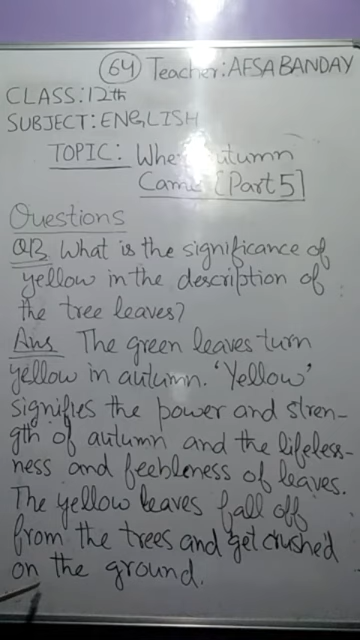 64 Teacher: AFSA BANDAY
CLASS: 12th
SUBJECT: ENGLISH
TOPIC: When Autumn
Came [Part 5]
Questions
Q3. What is the significance of
yellow in the description of
the tree leaves?
Ans The green leaves turn
yellow in autumn. 'Yellow'
signifies the power and stren-
gth of autumn and the lifeless-
ness and feebleness of leaves.
The yellow leaves fall off
from the trees and get crushed
on the ground.